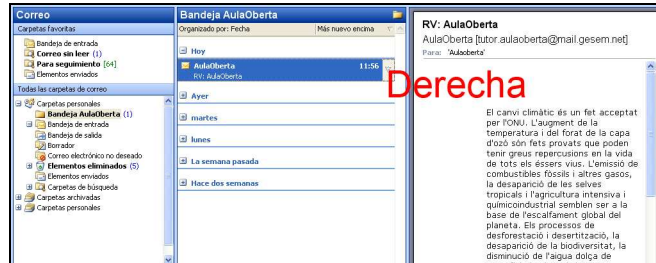 Correo
Carpetas favoritas
Bandeja de entrada
Correo sin leer (1)
Para seguimiento [64]
Elementos enviados
Todas las carpetas de correo
Carpetas personales
Bandeja AulaOberta (1)
Bandeja de entrada
Bandeja de salida
Borrador
Correo electrónico no deseado
Elementos eliminados (5)
Elementos enviados
Carpetas de búsqueda
Carpetas archivadas
Carpetas personales
Bandeja AulaOberta
Organizado por: Fecha Más nuevo encima
Hoy
AulaOberta 11:56
RV: AulaOberta
Ayer
martes
lunes
La semana pasada
Hace dos semanas
Derecha
RV: AulaOberta
AulaOberta [tutor.aulaoberta@mail.gesem.net]
Para: 'Aulaoberta'
El canvi climàtic és un fet acceptat
per l'ONU. L'augment de la
temperatura i del forat de la capa
d'ozó són fets provats que poden
tenir greus repercusions en la vida
de tots els éssers vius. L'emissió de
combustibles fòssils i altres gasos,
la desaparició de les selves
tropicals i l'agricultura intensiva i
químicoindustrial semblen ser a la
base de l'escalfament global del
planeta. Els processos de
desforestació i desertització, la
desaparició de la biodiversitat, la
disminució de l'aigua dolça de